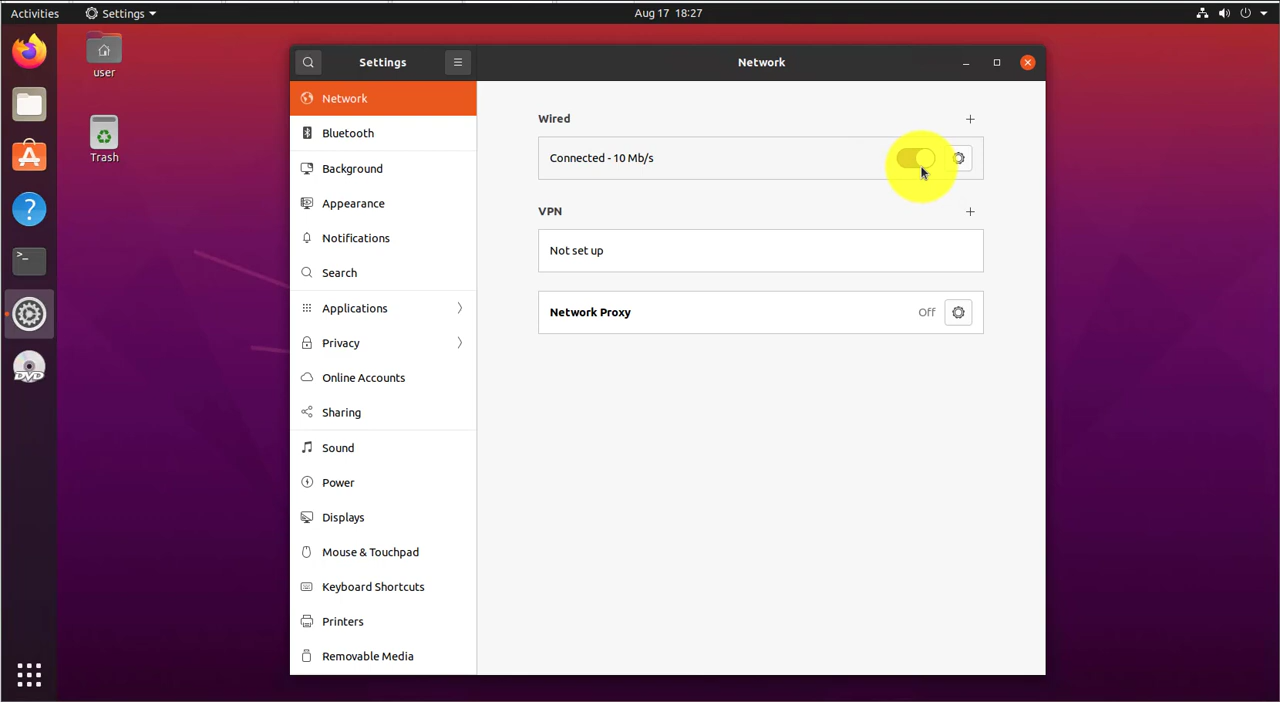 Activities
Settings
Aug 17 18:27
user
Trash
DVD
Settings
Network
Network
Bluetooth
Background
Appearance
Notifications
Search
Applications
Privacy
Online Accounts
Sharing
Sound
Power
Displays
Mouse & Touchpad
Keyboard Shortcuts
Printers
Removable Media
Wired
Connected - 10 Mb/s
VPN
Not set up
Network Proxy Off